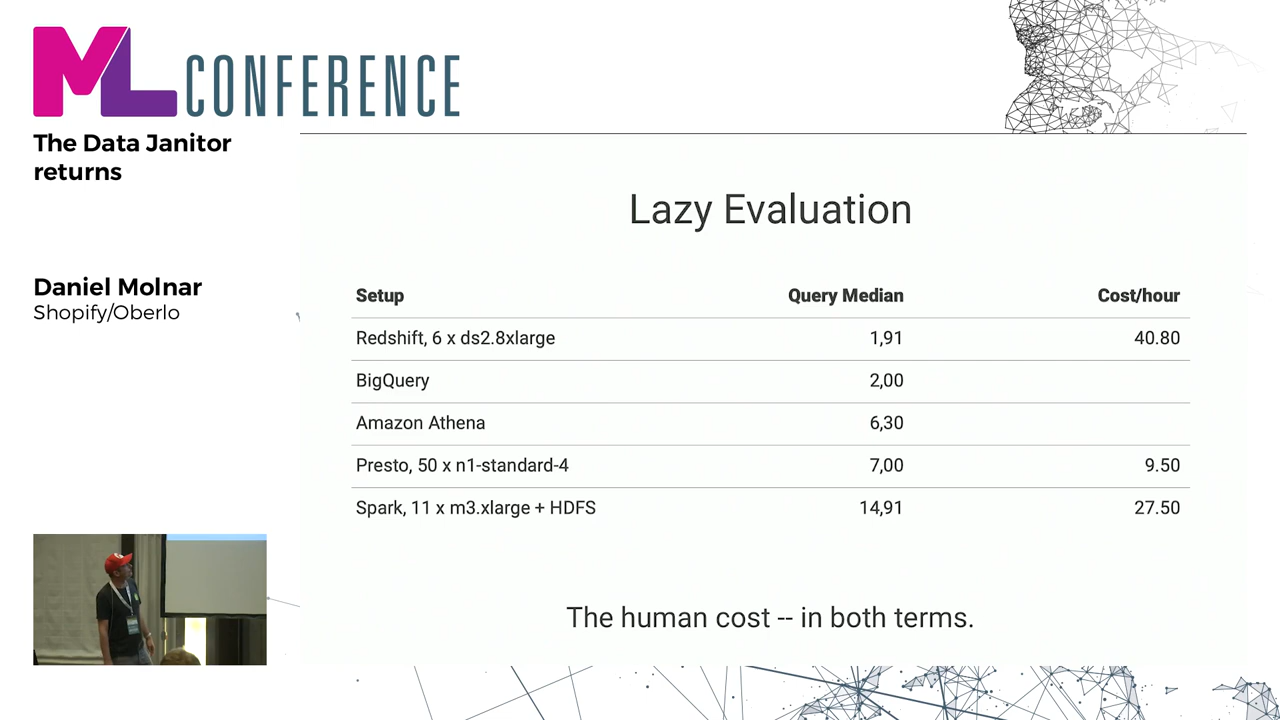 ML CONFERENCE
The Data Janitor
returns
Daniel Molnar
Shopify/Oberlo
Lazy Evaluation
Setup Query Median Cost/hour
Redshift, 6 x ds2.8xlarge 1,91 40.80
BigQuery 2,00
Amazon Athena 6,30
Presto, 50 x n1-standard-4 7,00 9.50
Spark, 11 x m3.xlarge + HDFS 14,91 27.50
The human cost -- in both terms.